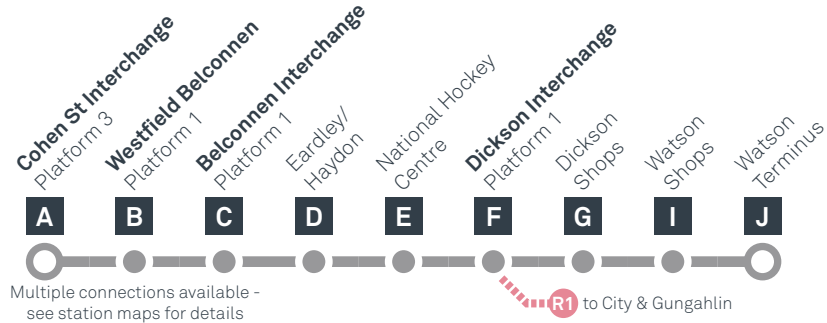 Cohen St Interchange
Platform 3
Westfield Belconnen
Platform 1
Belconnen Interchange
Platform 1
Eardley/
Haydon
National Hockey
Centre
Dickson Interchange
Platform 1
Dickson
Shops
Watson
Shops
Watson
Terminus
A B C D E F G I J
Multiple connections available -
see station maps for details
R1 to City & Gungahlin